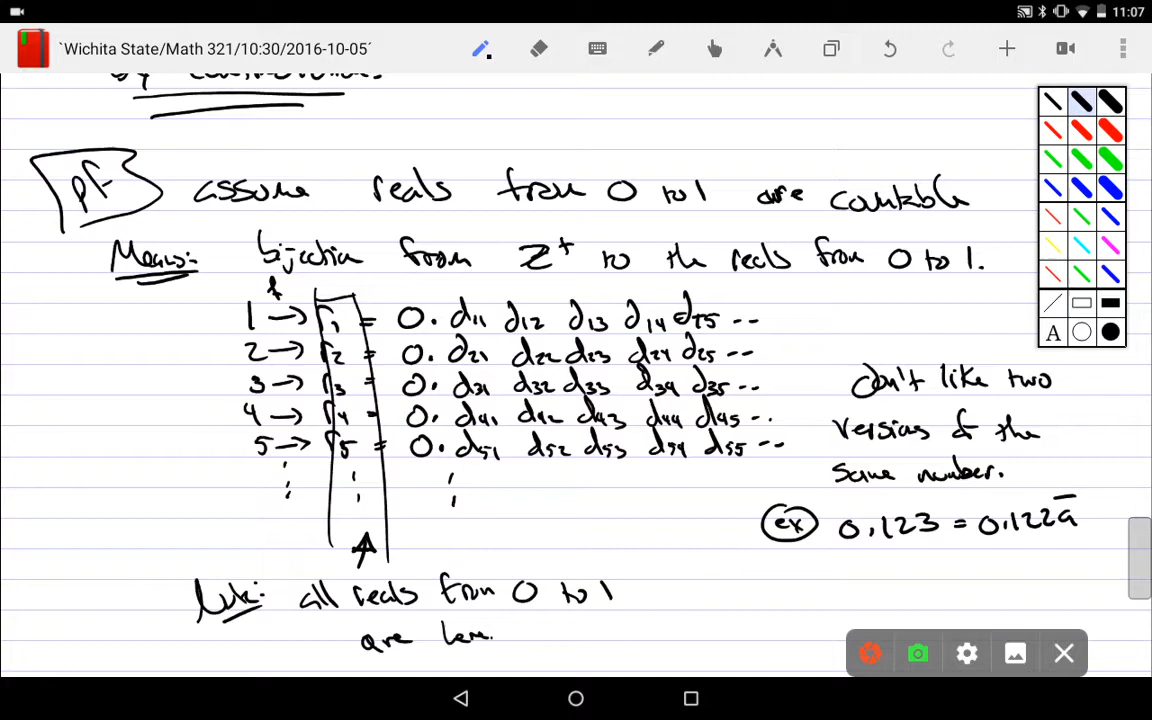 11:07
`Wichita State/Math 321/10:30/2016-10-05´
by
pf
assume reals from 0 to 1 are countable
Means: bijection from Z+ to the reals from 0 to 1.
f
1 → r1 = 0. d11 d12 d13 d14 d15 --
2 → r2 = 0. d21 d22 d23 d24 d25 --
3 → r3 = 0. d31 d32 d33 d34 d35 --
4 → r4 = 0. d41 d42 d43 d44 d45 ..
5 → r5 = 0. d51 d52 d53 d54 d55 --
don't like two
versions of the
same number.
ex 0.123 = 0.1229̅
Note: all reals from 0 to 1
are here.
A